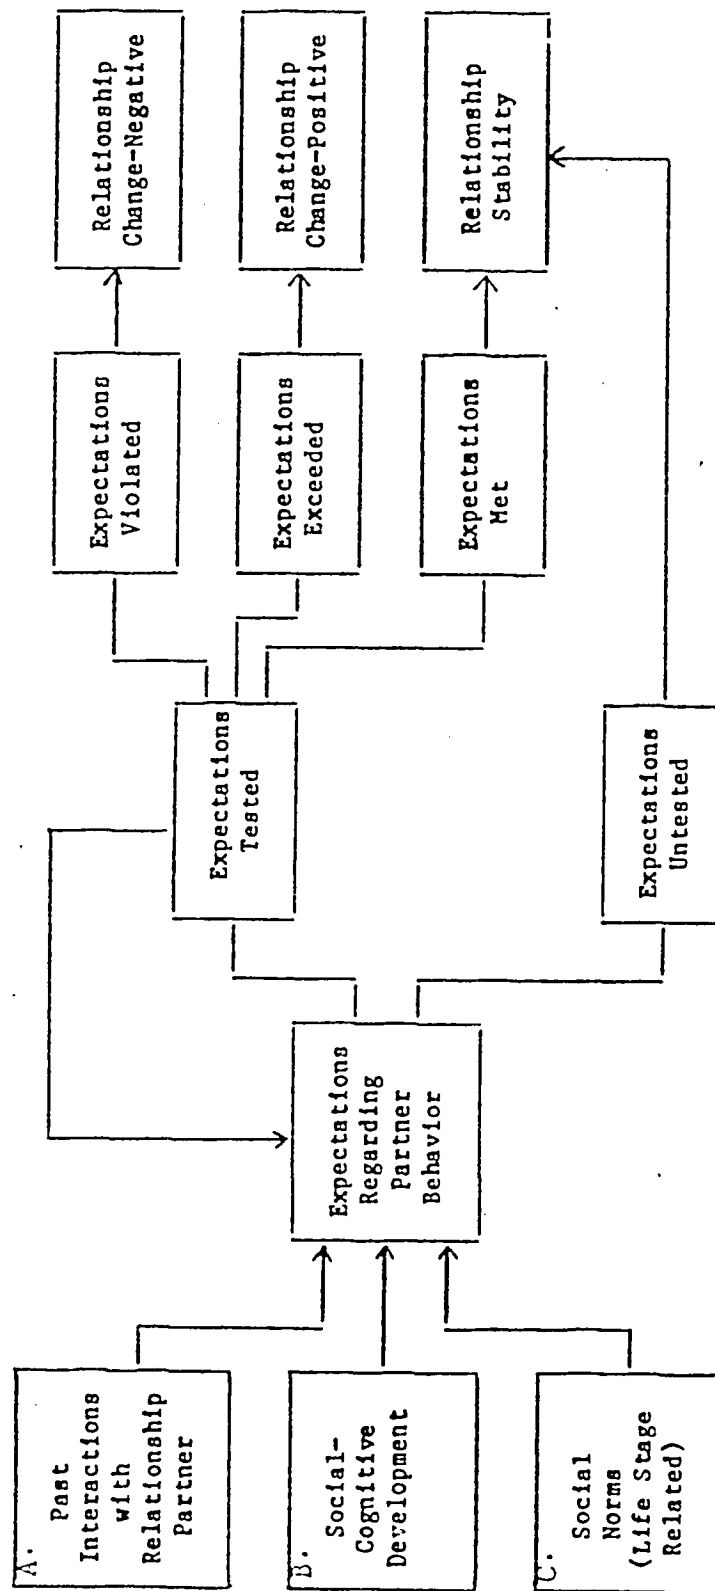 A.
Past
Interactions
with
Relationship
Partner
B.
Social-
Cognitive
Development
C.
Social
Norms
(Life Stage
Related)
Expectations
Regarding
Partner
Behavior
Expectations
Tested
Expectations
Untested
Expectations
Violated
Expectations
Exceeded
Expectations
Met
Relationship
Change-Negative
Relationship
Change-Positive
Relationship
Stability